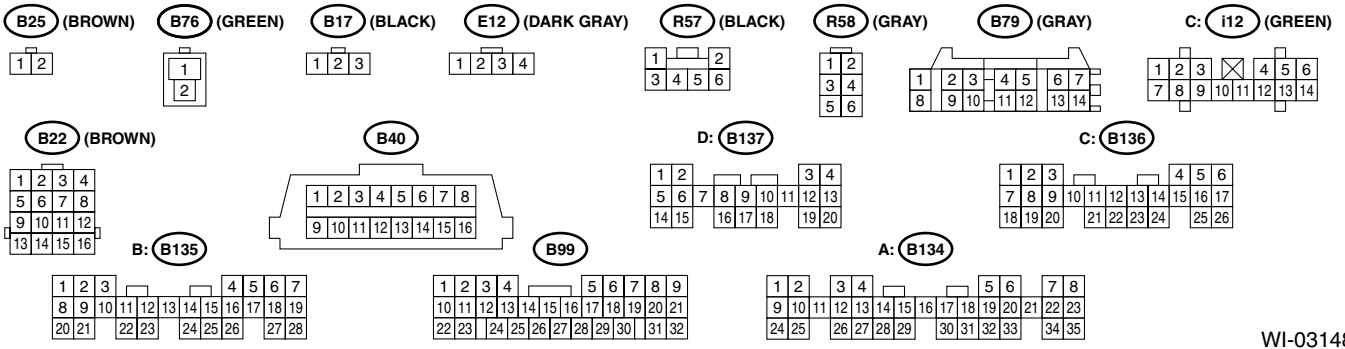 B25 (BROWN) B76 (GREEN) B17 (BLACK) E12 (DARK GRAY) R57 (BLACK) R58 (GRAY) B79 (GRAY) C: i12 (GREEN)
1 2
1
2
1 2 3
1 2 3 4
1 2
3 4 5 6
1 2
3 4
5 6
1 2 3 4 5 6 7
8 9 10 11 12 13 14
1 2 3 4 5 6
7 8 9 10 11 12 13 14
B22 (BROWN) B40 D: B137 C: B136
1 2 3 4
5 6 7 8
9 10 11 12
13 14 15 16
1 2 3 4 5 6 7 8
9 10 11 12 13 14 15 16
1 2 3 4
5 6 7 8 9 10 11 12 13
14 15 16 17 18 19 20
1 2 3 4 5 6
7 8 9 10 11 12 13 14 15 16 17
18 19 20 21 22 23 24 25 26
B: B135 B99 A: B134
1 2 3 4 5 6 7
8 9 10 11 12 13 14 15 16 17 18 19
20 21 22 23 24 25 26 27 28
1 2 3 4 5 6 7 8 9
10 11 12 13 14 15 16 17 18 19 20 21
22 23 24 25 26 27 28 29 30 31 32
1 2 3 4 5 6 7 8
9 10 11 12 13 14 15 16 17 18 19 20 21 22 23
24 25 26 27 28 29 30 31 32 33 34 35
WI-03148